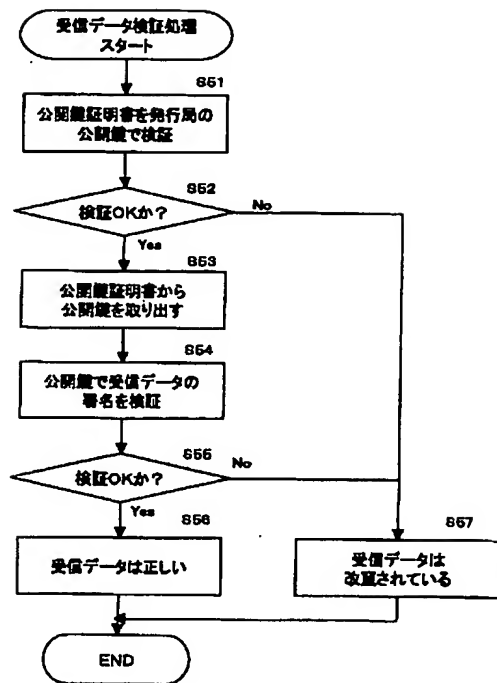 受信データ検証処理
スタート
S51
公開鍵証明書を発行局の
公開鍵で検証
S52
検証OKか？
No
Yes
S53
公開鍵証明書から
公開鍵を取り出す
S54
公開鍵で受信データの
署名を検証
S55
検証OKか？
No
Yes
S56
受信データは正しい
S57
受信データは
改竄されている
END